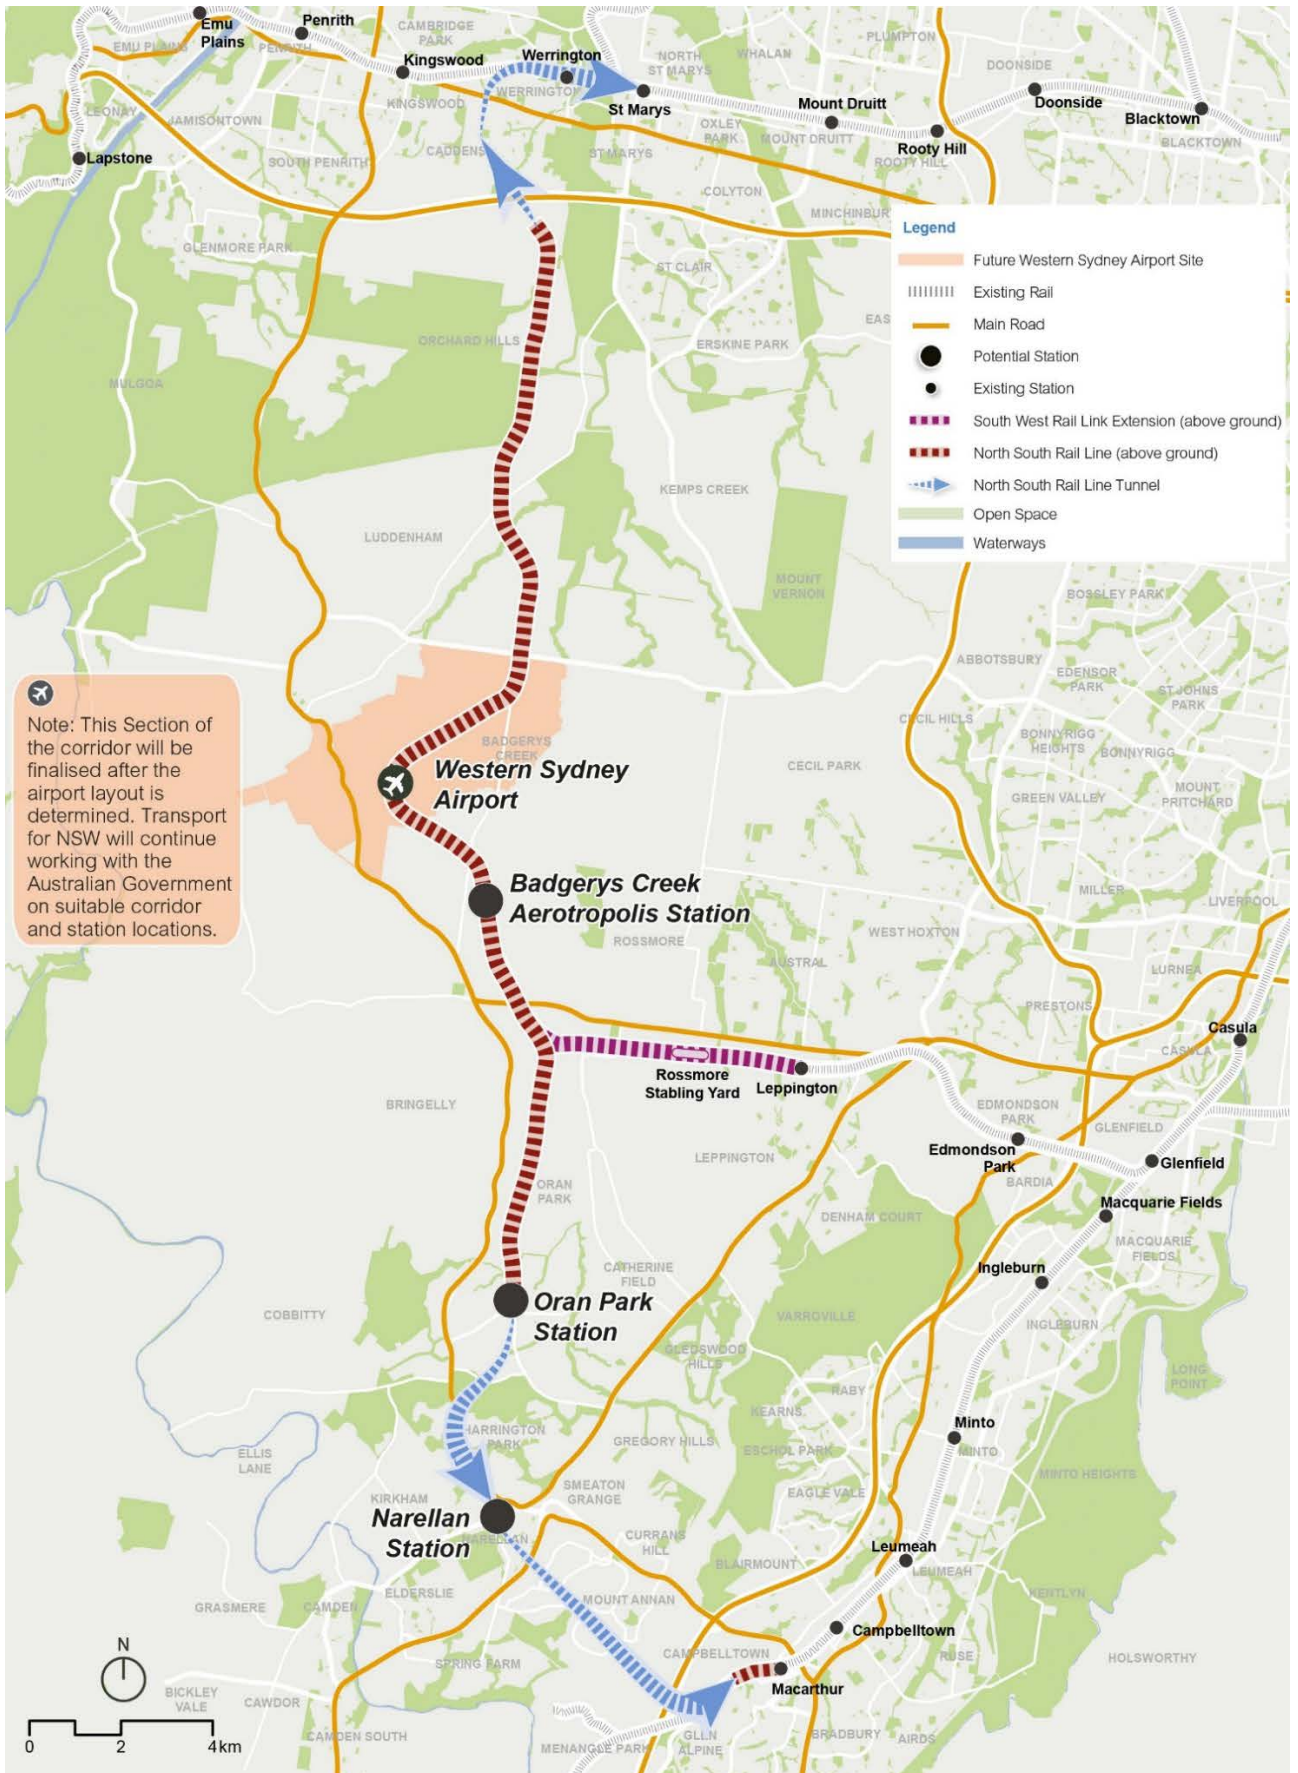 Emu
Plains
Penrith
CAMBRIDGE
PARK
EMU PLAINS
PENRITH
Kingswood
Werrington
NORTH
ST MARYS
WHALAN
PLUMPTON
DOONSIDE
WERRINGTON
St Marys
Mount Druitt
Doonside
Blacktown
LEONAY
JAMISONTOWN
KINGSWOOD
OXLEY
PARK
MOUNT DRUITT
Rooty Hill
ROOTY HILL
BLACKTOWN
Lapstone
SOUTH PENRITH
CADDENS
ST MARYS
COLYTON
MINCHINBUR
GLENMORE PARK
ST CLAIR
EAS
ORCHARD HILLS
ERSKINE PARK
MULGOA
Legend
Future Western Sydney Airport Site
Existing Rail
Main Road
Potential Station
Existing Station
South West Rail Link Extension (above ground)
North South Rail Line (above ground)
North South Rail Line Tunnel
Open Space
Waterways
KEMPS CREEK
LUDDENHAM
MOUNT
VERNON
BOSSLEY PARK
ABBOTSBURY
EDENSOR
PARK
ST JOHNS
PARK
CECIL HILLS
BONNYRIGG
HEIGHTS
BONNYRIGG
Note: This Section of
the corridor will be
finalised after the
airport layout is
determined. Transport
for NSW will continue
working with the
Australian Government
on suitable corridor
and station locations.
BADGERYS
CREEK
Western Sydney
Airport
CECIL PARK
GREEN VALLEY
MOUNT
PRITCHARD
Badgerys Creek
Aerotropolis Station
MILLER
LIVERPOOL
ROSSMORE
WEST HOXTON
AUSTRAL
LURNEA
PRESTONS
Casula
CASULA
Rossmore
Stabling Yard
Leppington
BRINGELLY
EDMONDSON
PARK
GLENFIELD
Edmondson
Park
Glenfield
LEPPINGTON
BARDIA
ORAN
PARK
Macquarie Fields
DENHAM COURT
MACQUARIE
FIELDS
CATHERINE
FIELD
Ingleburn
Oran Park
Station
COBBITTY
VARROVILLE
INGLEBURN
GLEDSWOOD
HILLS
LONG
POINT
RABY
KEARNS
Minto
MINTO
HARRINGTON
PARK
GREGORY HILLS
ESCHOL PARK
ELLIS
LANE
MINTO HEIGHTS
SMEATON
GRANGE
EAGLE VALE
KIRKHAM
Narellan
Station
NARELLAN
CURRANS
HILL
Leumeah
LEUMEAH
BLAIRMOUNT
ELDERSLIE
MOUNT ANNAN
KENTLYN
GRASMERE
CAMDEN
Campbelltown
CAMPBELLTOWN
RUSE
HOLSWORTHY
N
SPRING FARM
Macarthur
BICKLEY
VALE
CAWDOR
CAMDEN SOUTH
BRADBURY
AIRDS
GLEN
ALPINE
MENANGLE PARK
0 2 4km